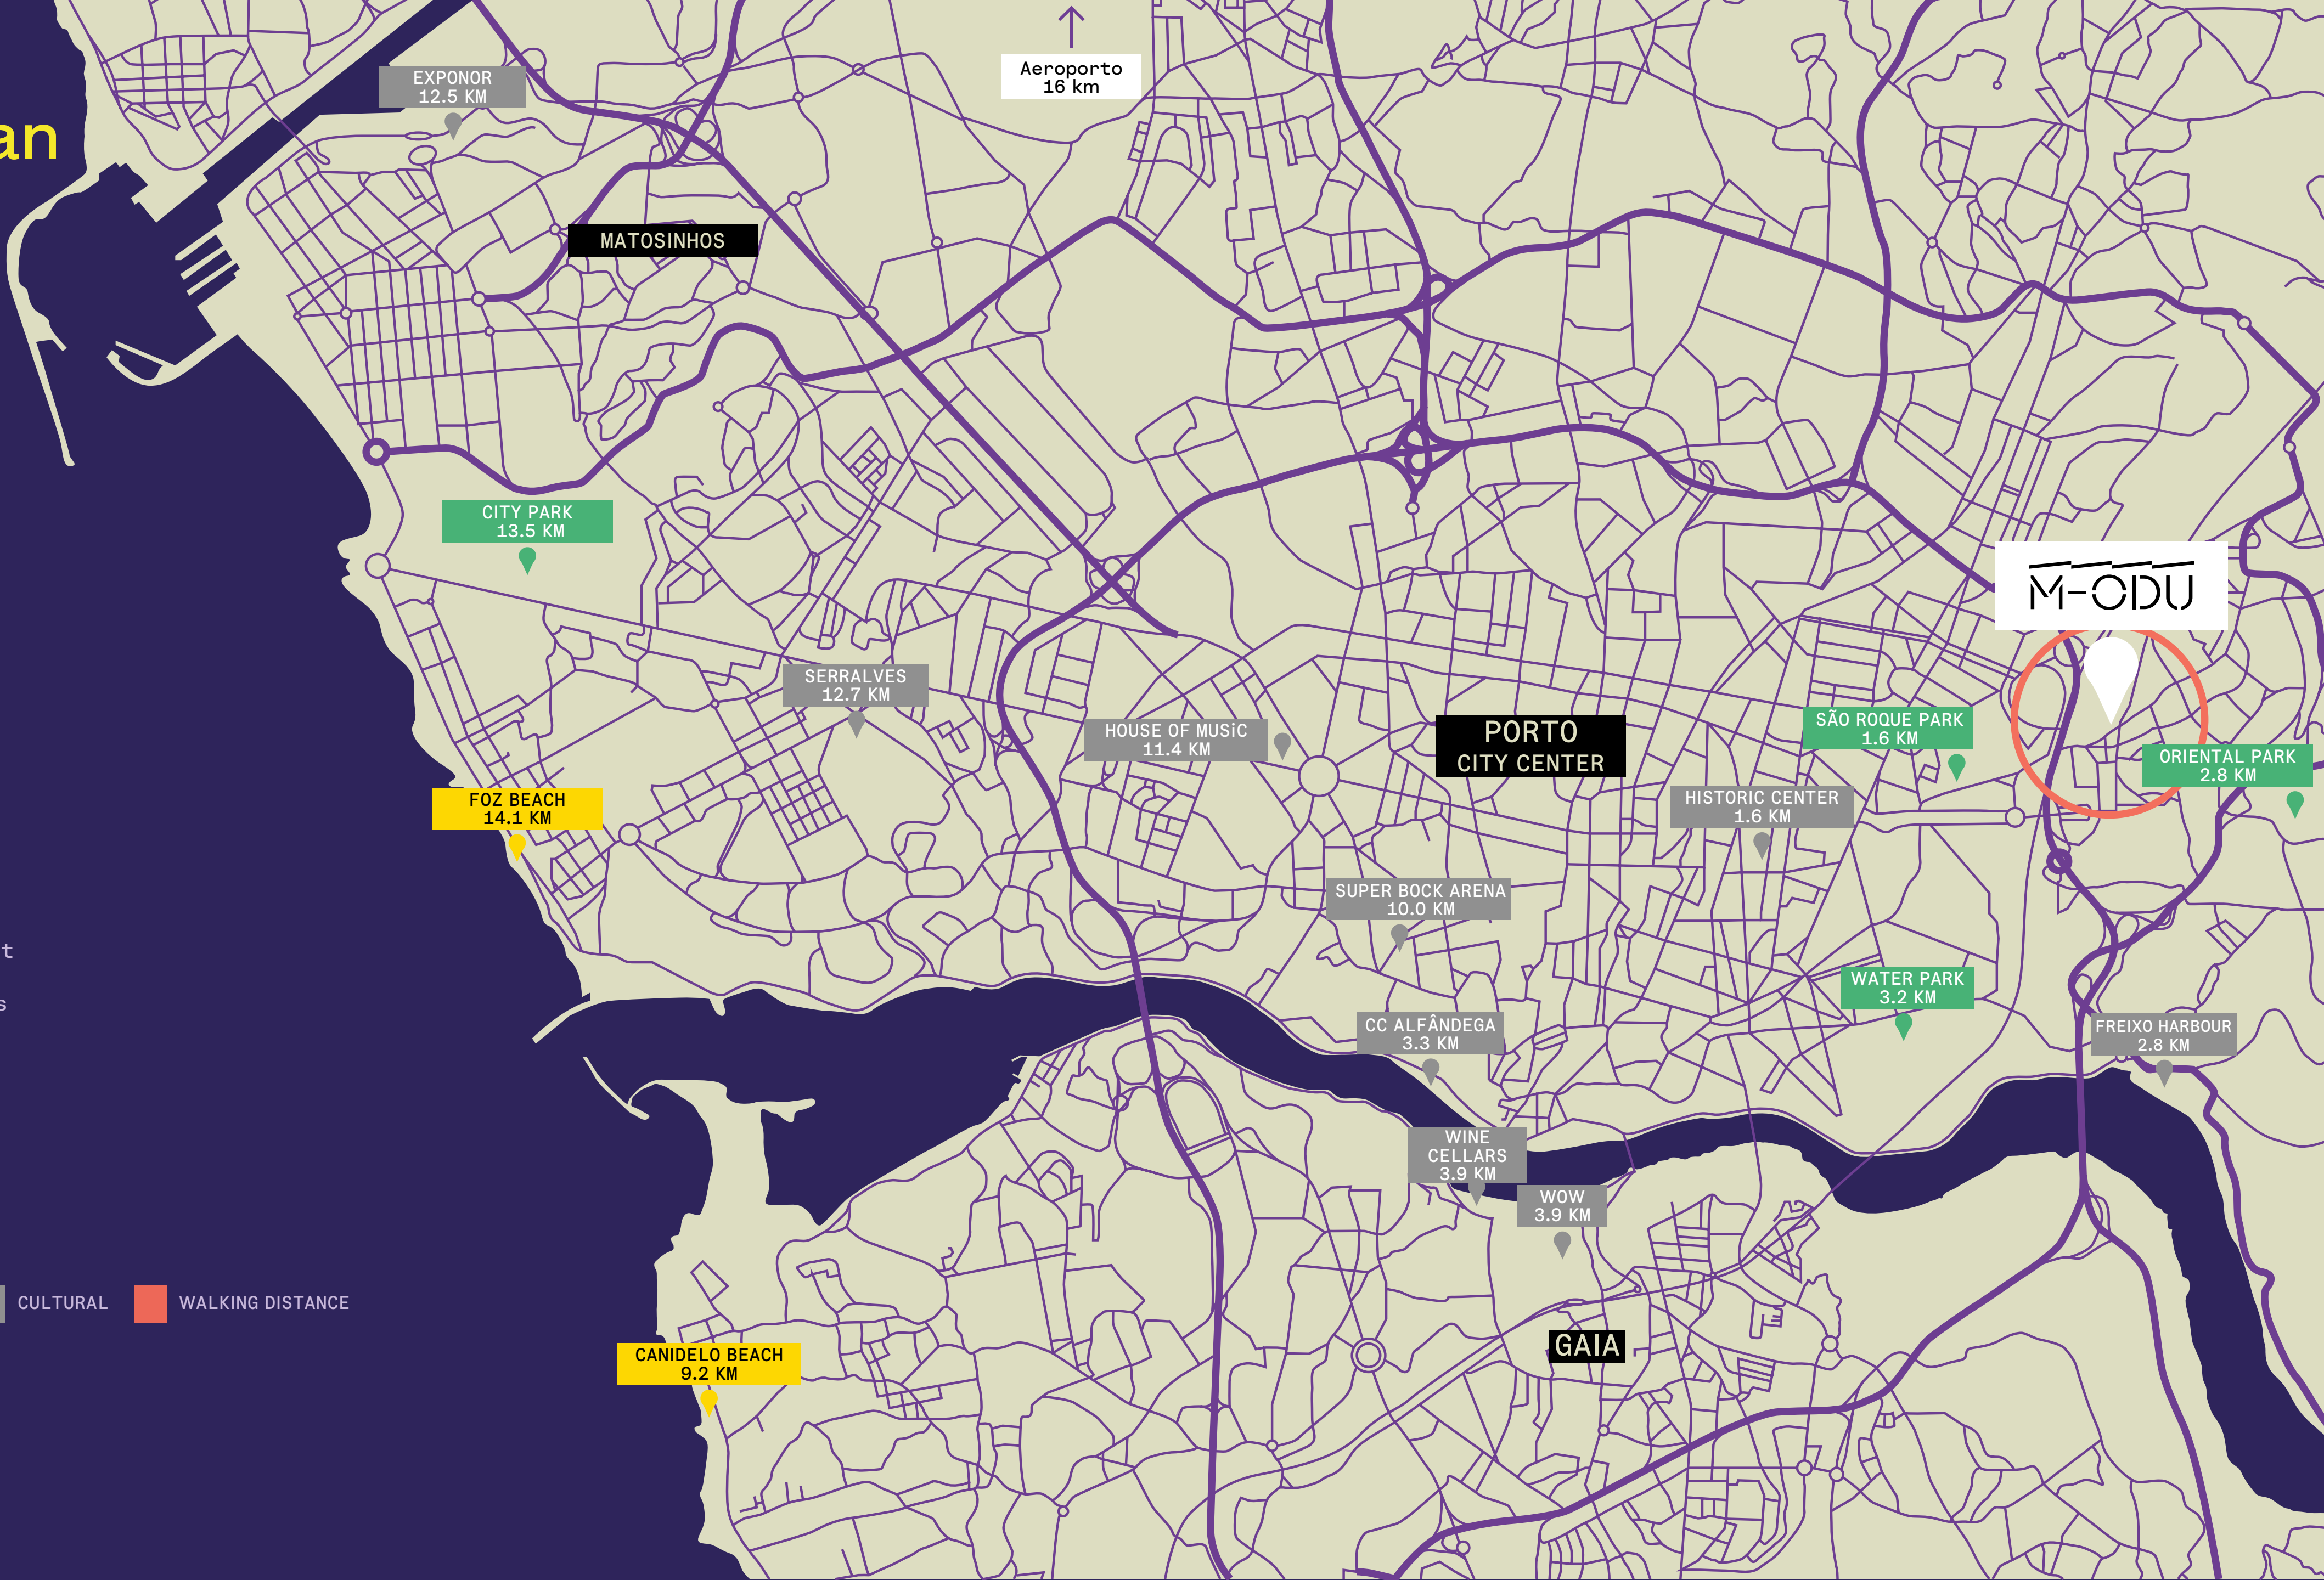 an
Aeroporto
16 km
EXPONOR
12.5 KM
MATOSINHOS
CITY PARK
13.5 KM
M-ODU
SERRALVES
12.7 KM
HOUSE OF MUSiC
11.4 KM
PORTO
CITY CENTER
SÃO ROQUE PARK
1.6 KM
ORIENTAL PARK
2.8 KM
FOZ BEACH
14.1 KM
HISTORIC CENTER
1.6 KM
SUPER BOCK ARENA
10.0 KM
t
s
WATER PARK
3.2 KM
CC ALFÂNDEGA
3.3 KM
FREIXO HARBOUR
2.8 KM
WINE
CELLARS
3.9 KM
WOW
3.9 KM
CULTURAL
WALKING DISTANCE
GAIA
CANIDELO BEACH
9.2 KM